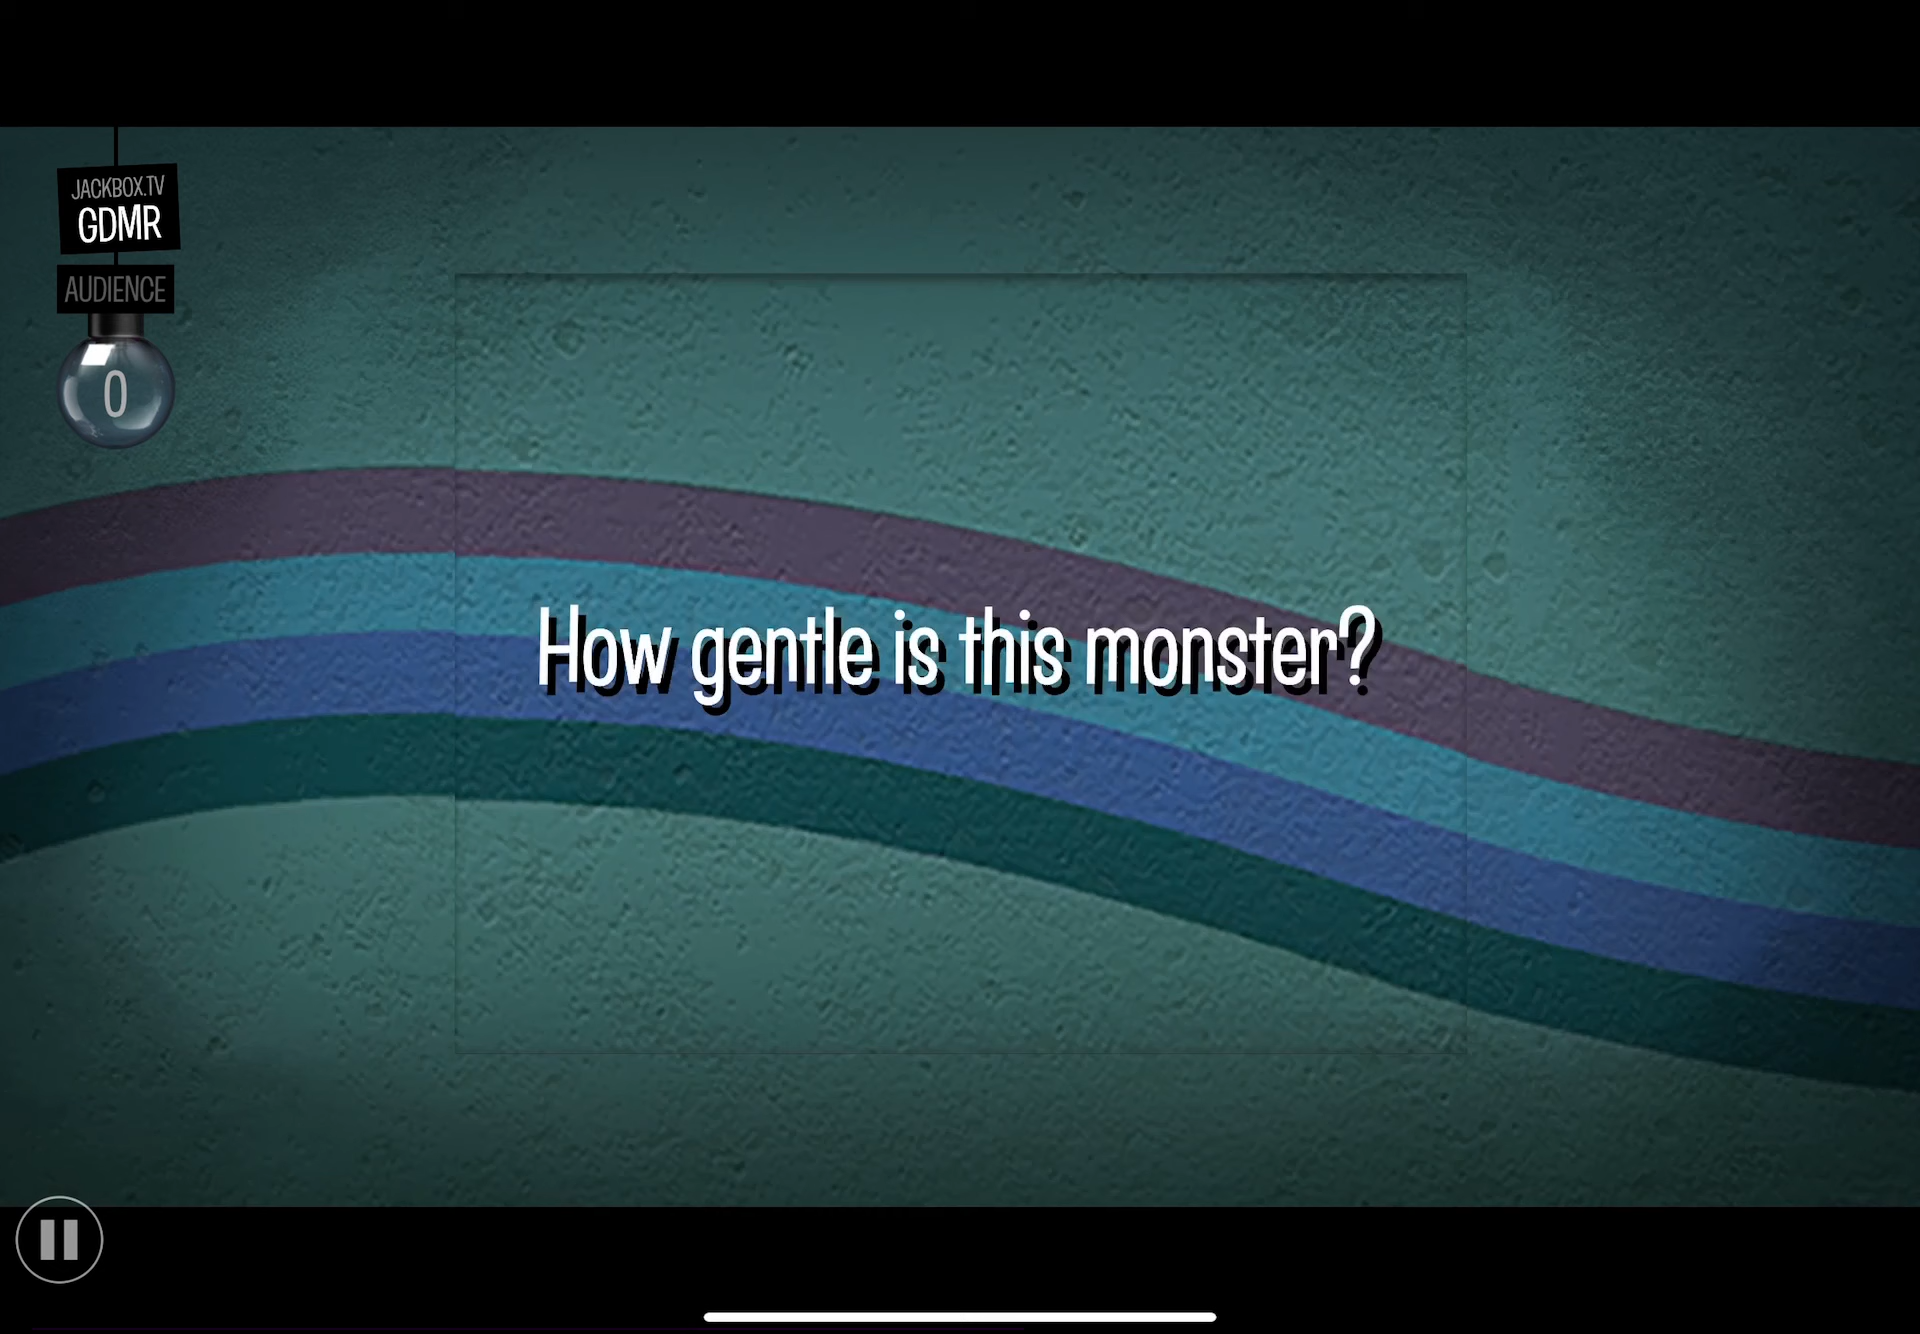 JACKBOX.TV
GDMR
AUDIENCE
0
How gentle is this monster?